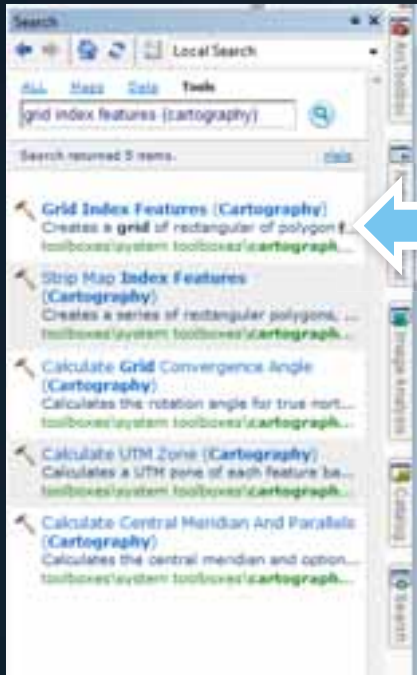 Search
Local Search
ALL Maps Data Tools
grid index features (cartography)
Search returned 5 items. Help
Grid Index Features (Cartography)
Creates a grid of rectangular of polygon f...
toolboxes\system toolboxes\cartograph...
Strip Map Index Features
(Cartography)
Creates a series of rectangular polygons, ...
toolboxes\system toolboxes\cartograph...
Calculate Grid Convergence Angle
(Cartography)
Calculates the rotation angle for true nort...
toolboxes\system toolboxes\cartograph...
Calculate UTM Zone (Cartography)
Calculates a UTM zone of each feature ba...
toolboxes\system toolboxes\cartograph...
Calculate Central Meridian And Parallels
(Cartography)
Calculates the central meridian and option...
toolboxes\system toolboxes\cartograph...
ArcToolbox
Image Analysis
Catalog
Search